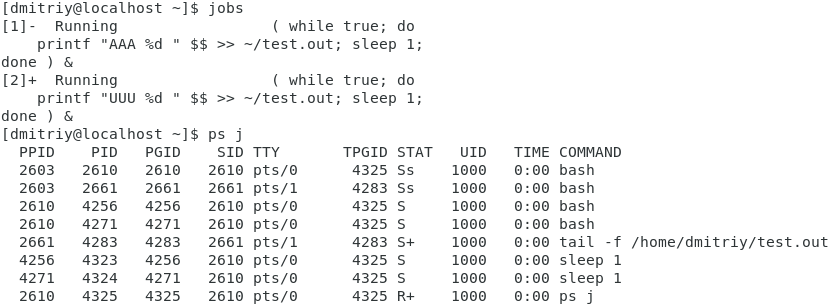 [dmitriy@localhost ~]$ jobs
[1]-  Running                 ( while true; do
    printf "AAA %d " $$ >> ~/test.out; sleep 1;
done ) &
[2]+  Running                 ( while true; do
    printf "UUU %d " $$ >> ~/test.out; sleep 1;
done ) &
[dmitriy@localhost ~]$ ps j
  PPID   PID  PGID   SID TTY      TPGID STAT   UID   TIME COMMAND
  2603  2610  2610  2610 pts/0     4325 Ss    1000   0:00 bash
  2603  2661  2661  2661 pts/1     4283 Ss    1000   0:00 bash
  2610  4256  4256  2610 pts/0     4325 S     1000   0:00 bash
  2610  4271  4271  2610 pts/0     4325 S     1000   0:00 bash
  2661  4283  4283  2661 pts/1     4283 S+    1000   0:00 tail -f /home/dmitriy/test.out
  4256  4323  4256  2610 pts/0     4325 S     1000   0:00 sleep 1
  4271  4324  4271  2610 pts/0     4325 S     1000   0:00 sleep 1
  2610  4325  4325  2610 pts/0     4325 R+    1000   0:00 ps j